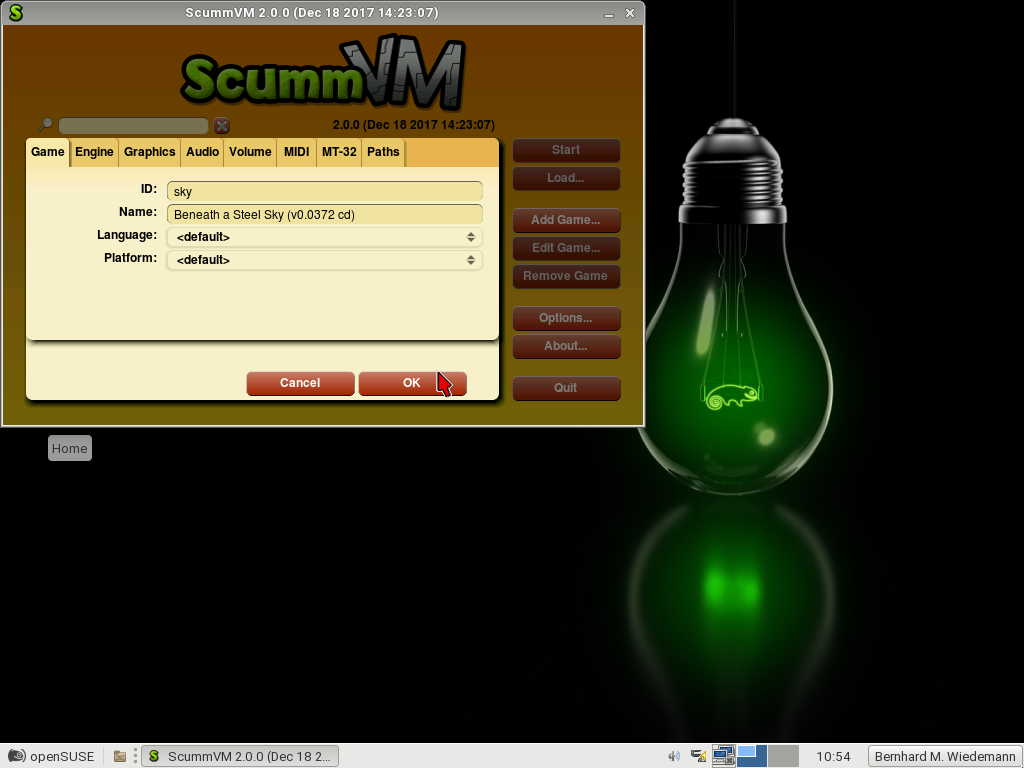 ScummVM 2.0.0 (Dec 18 2017 14:23:07)
ScummVM
2.0.0 (Dec 18 2017 14:23:07)
Game Engine Graphics Audio Volume MIDI MT-32 Paths
ID: sky
Name: Beneath a Steel Sky (v0.0372 cd)
Language: <default>
Platform: <default>
Cancel OK
Start
Load...
Add Game...
Edit Game...
Remove Game
Options...
About...
Quit
Home
openSUSE ScummVM 2.0.0 (Dec 18 2... 10:54 Bernhard M. Wiedemann